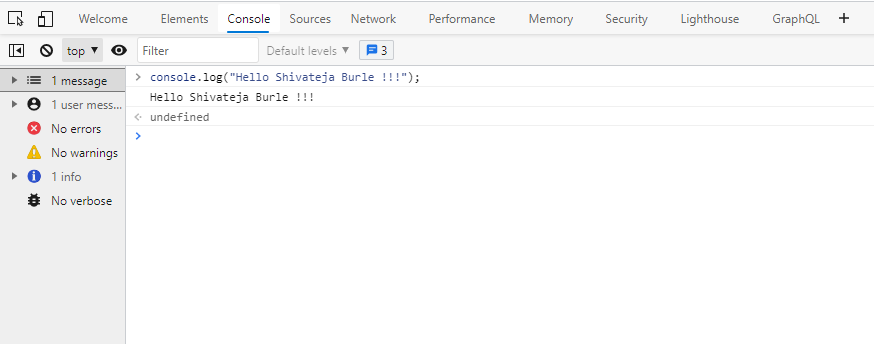 Welcome Elements Console Sources Network Performance Memory Security Lighthouse GraphQL +
top ▼ Filter Default levels ▼ 3
1 message
1 user mess...
No errors
No warnings
1 info
No verbose
> console.log("Hello Shivateja Burle !!!");
Hello Shivateja Burle !!!
undefined
>